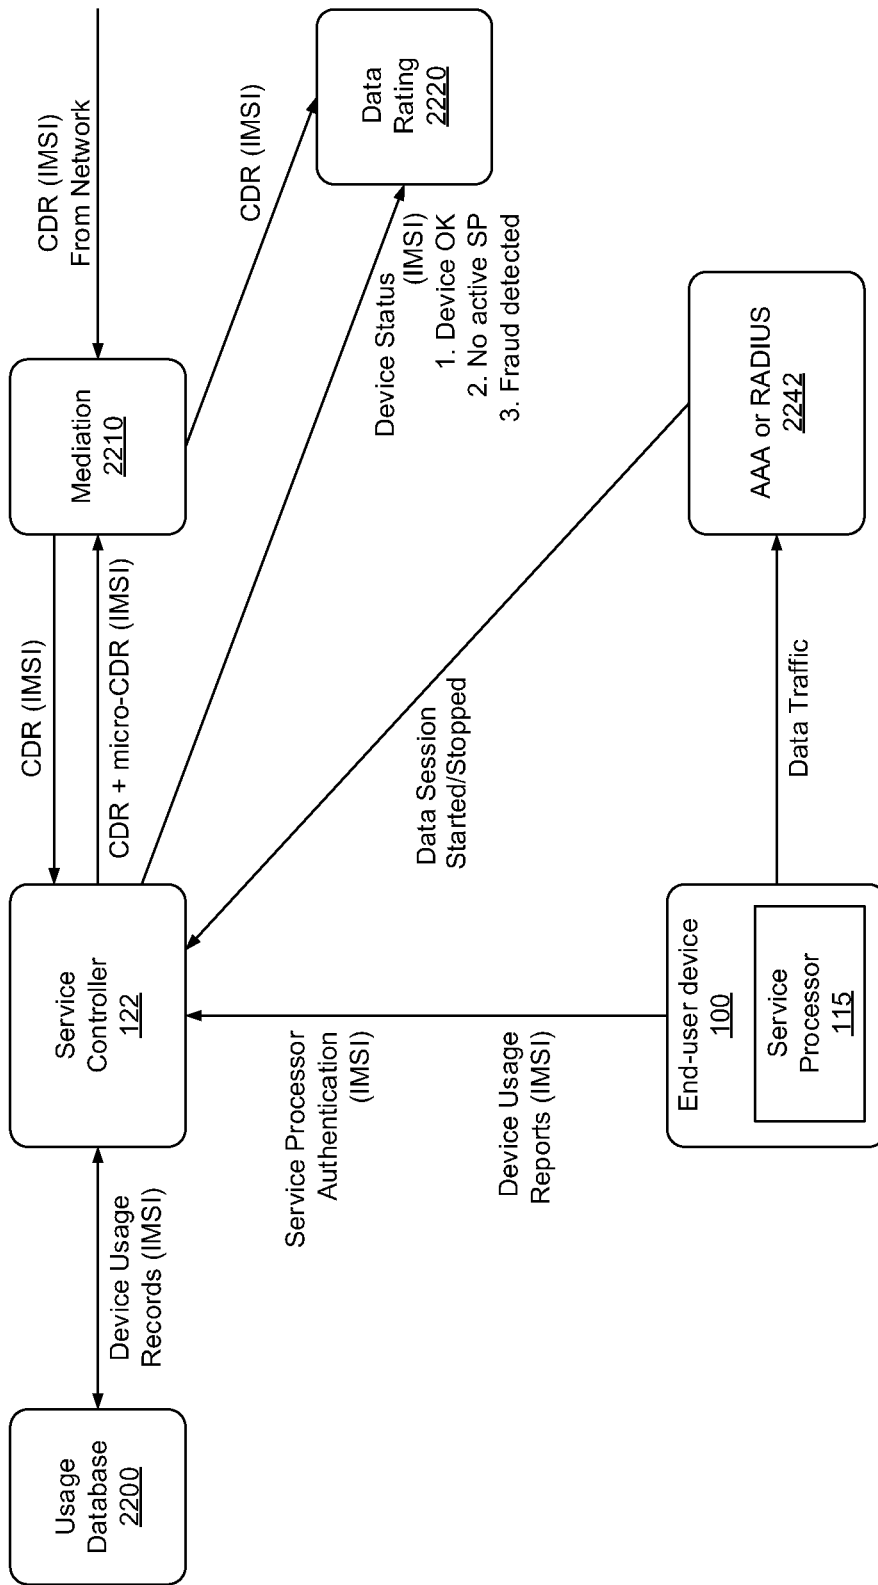 Usage
Database
2200
Device Usage
Records (IMSI)
Service
Controller
122
CDR (IMSI)
CDR + micro-CDR (IMSI)
Mediation
2210
CDR (IMSI)
From Network
CDR (IMSI)
Data
Rating
2220
Device Status
(IMSI)
1. Device OK
2. No active SP
3. Fraud detected
Service Processor
Authentication
(IMSI)
Data Session
Started/Stopped
Device Usage
Reports (IMSI)
End-user device
100
Service
Processor
115
Data Traffic
AAA or RADIUS
2242